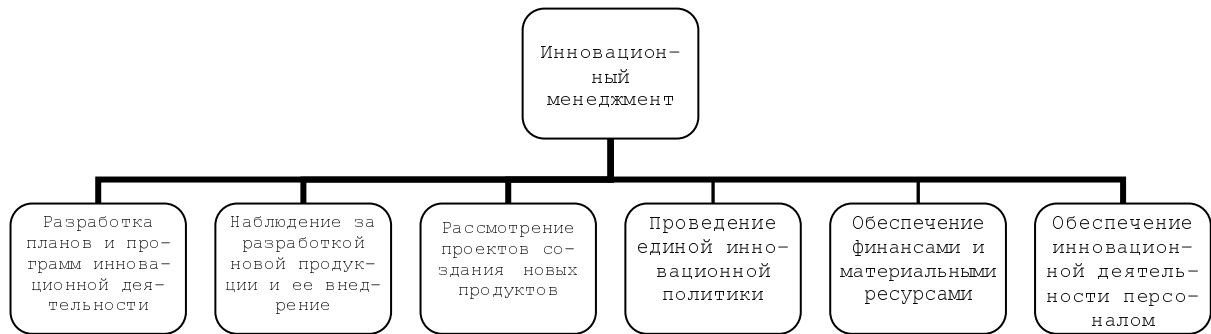 Инновацион-
ный
менеджмент
Разработка
планов и про-
грамм иннова-
ционной дея-
тельности
Наблюдение за
разработкой
новой продук-
ции и ее внед-
рение
Рассмотрение
проектов со-
здания новых
продуктов
Проведение
единой инно-
вационной
политики
Обеспечение
финансами и
материальными
ресурсами
Обеспечение
инновацион-
ной деятель-
ности персо-
налом